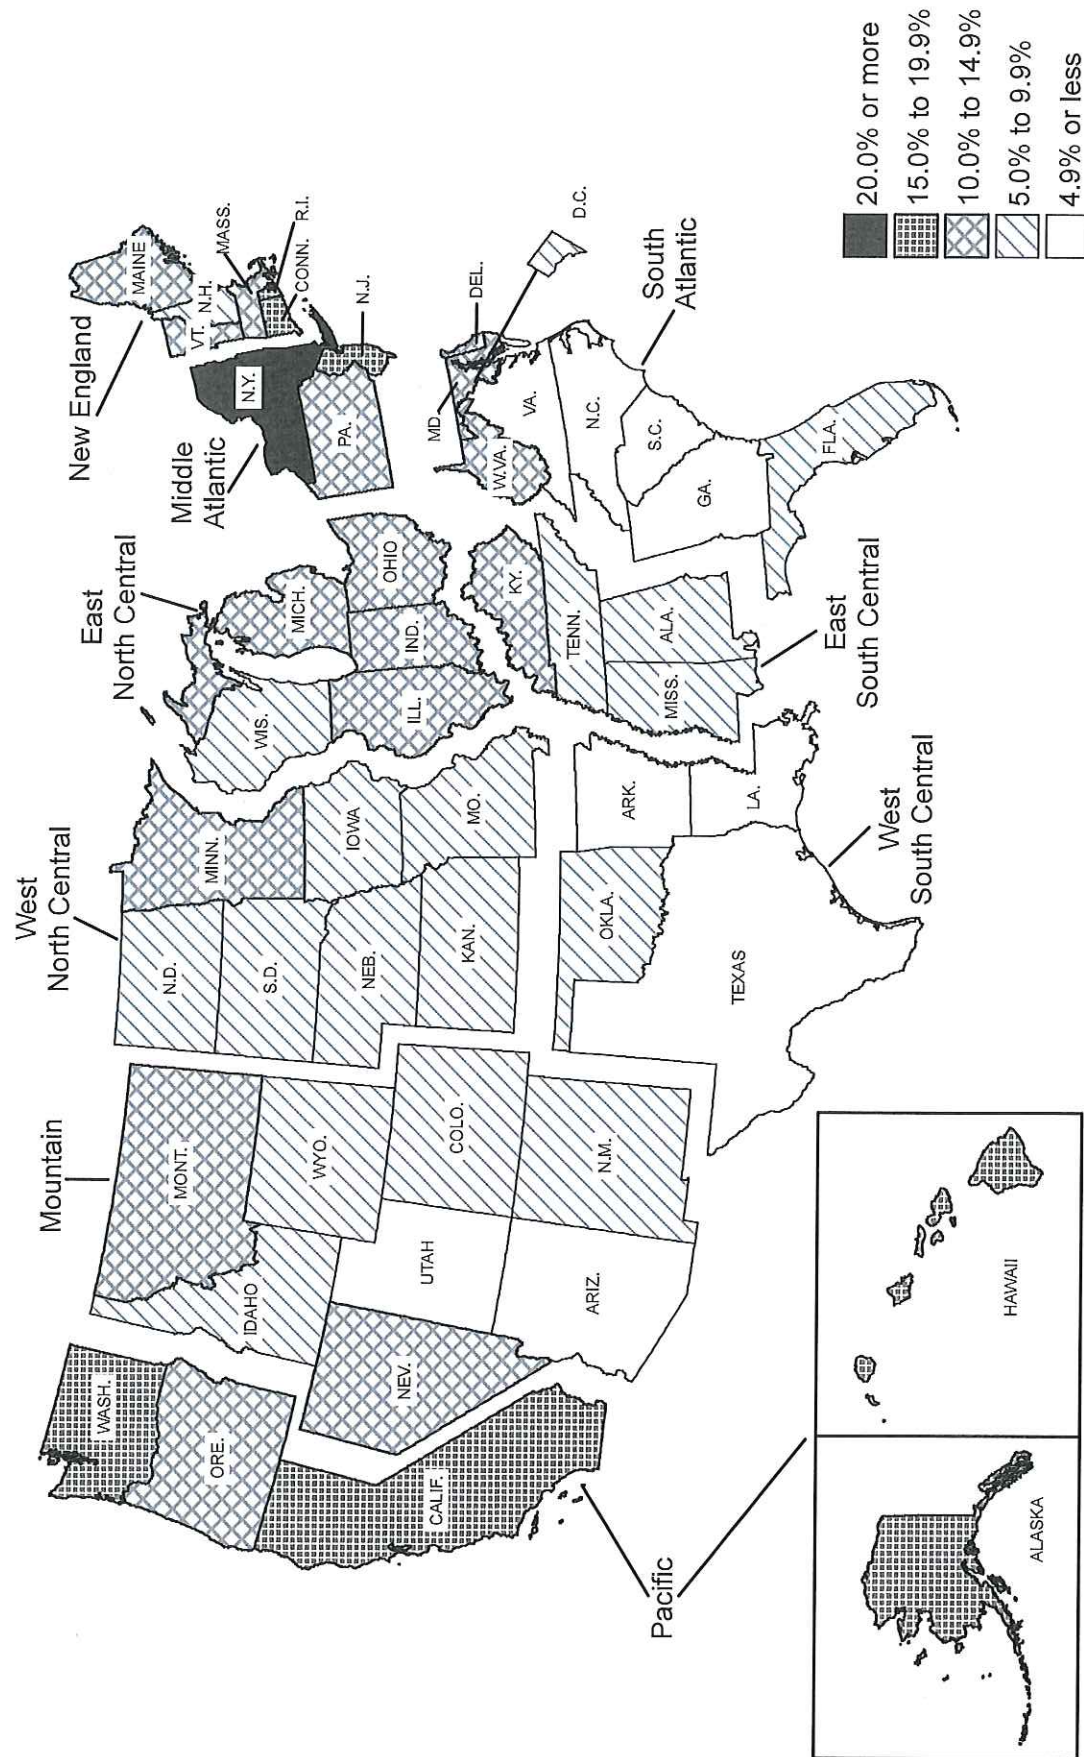 New England
Middle
Atlantic
East
North Central
West
North Central
Mountain
Pacific
West
South Central
East
South Central
South
Atlantic
WASH.
ORE.
CALIF.
NEV.
IDAHO
MONT.
WYO.
UTAH
COLO.
ARIZ.
N.M.
N.D.
S.D.
NEB.
KAN.
MINN.
IOWA
MO.
OKLA.
ARK.
TEXAS
LA.
WIS.
MICH.
ILL.
IND.
OHIO
KY.
TENN.
MISS.
ALA.
MAINE
VT.
N.H.
MASS.
R.I.
CONN.
N.Y.
N.J.
PA.
DEL.
MD.
D.C.
W.VA.
VA.
N.C.
S.C.
GA.
FLA.
ALASKA
HAWAII
20.0% or more
15.0% to 19.9%
10.0% to 14.9%
5.0% to 9.9%
4.9% or less